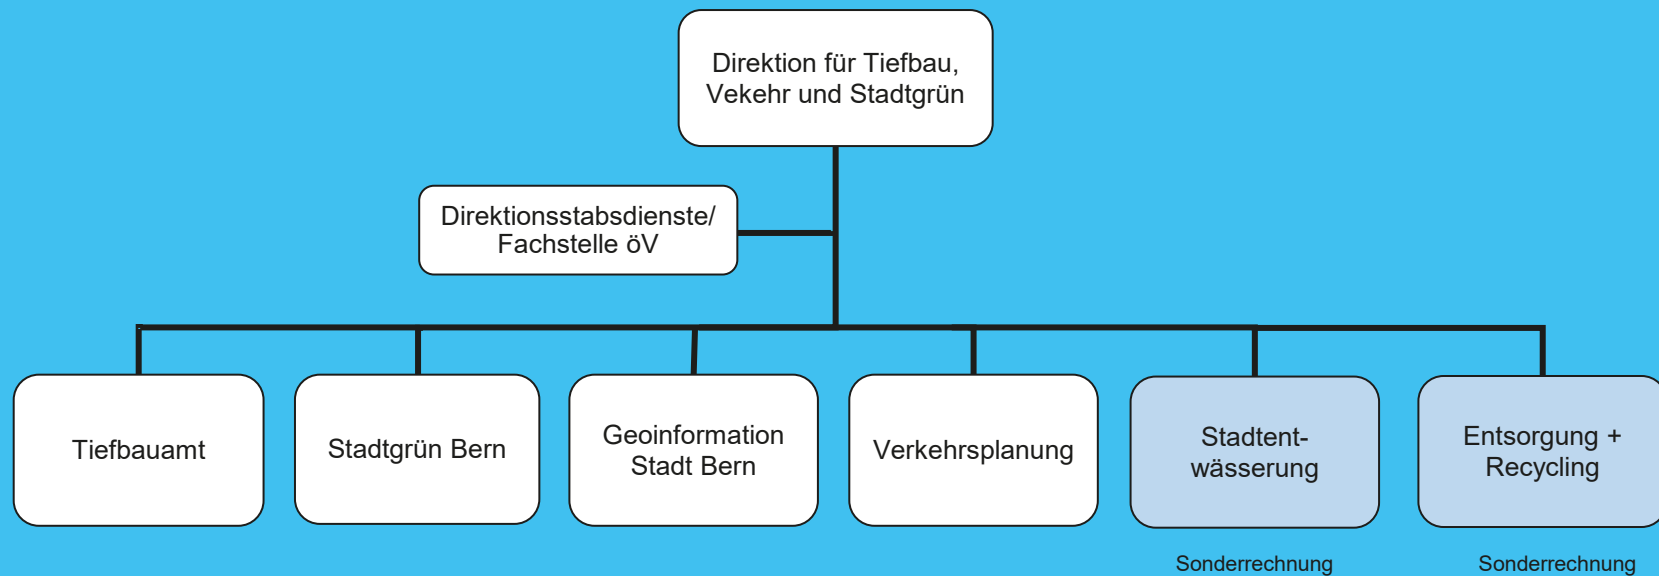 Direktion für Tiefbau,
Vekehr und Stadtgrün
Direktionsstabsdienste/
Fachstelle öV
Tiefbauamt
Stadtgrün Bern
Geoinformation
Stadt Bern
Verkehrsplanung
Stadtent-
wässerung
Entsorgung +
Recycling
Sonderrechnung
Sonderrechnung